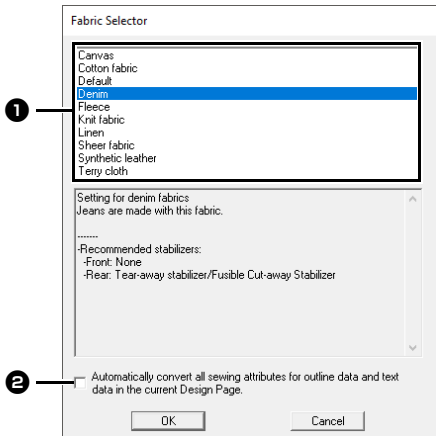 Fabric Selector
Canvas
Cotton fabric
Default
Denim
Fleece
Knit fabric
Linen
Sheer fabric
Synthetic leather
Terry cloth
1
Setting for denim fabrics
Jeans are made with this fabric.
-------
-Recommended stabilizers:
-Front: None
-Rear: Tear-away stabilizer/Fusible Cut-away Stabilizer
2
Automatically convert all sewing attributes for outline data and text
data in the current Design Page.
OK
Cancel